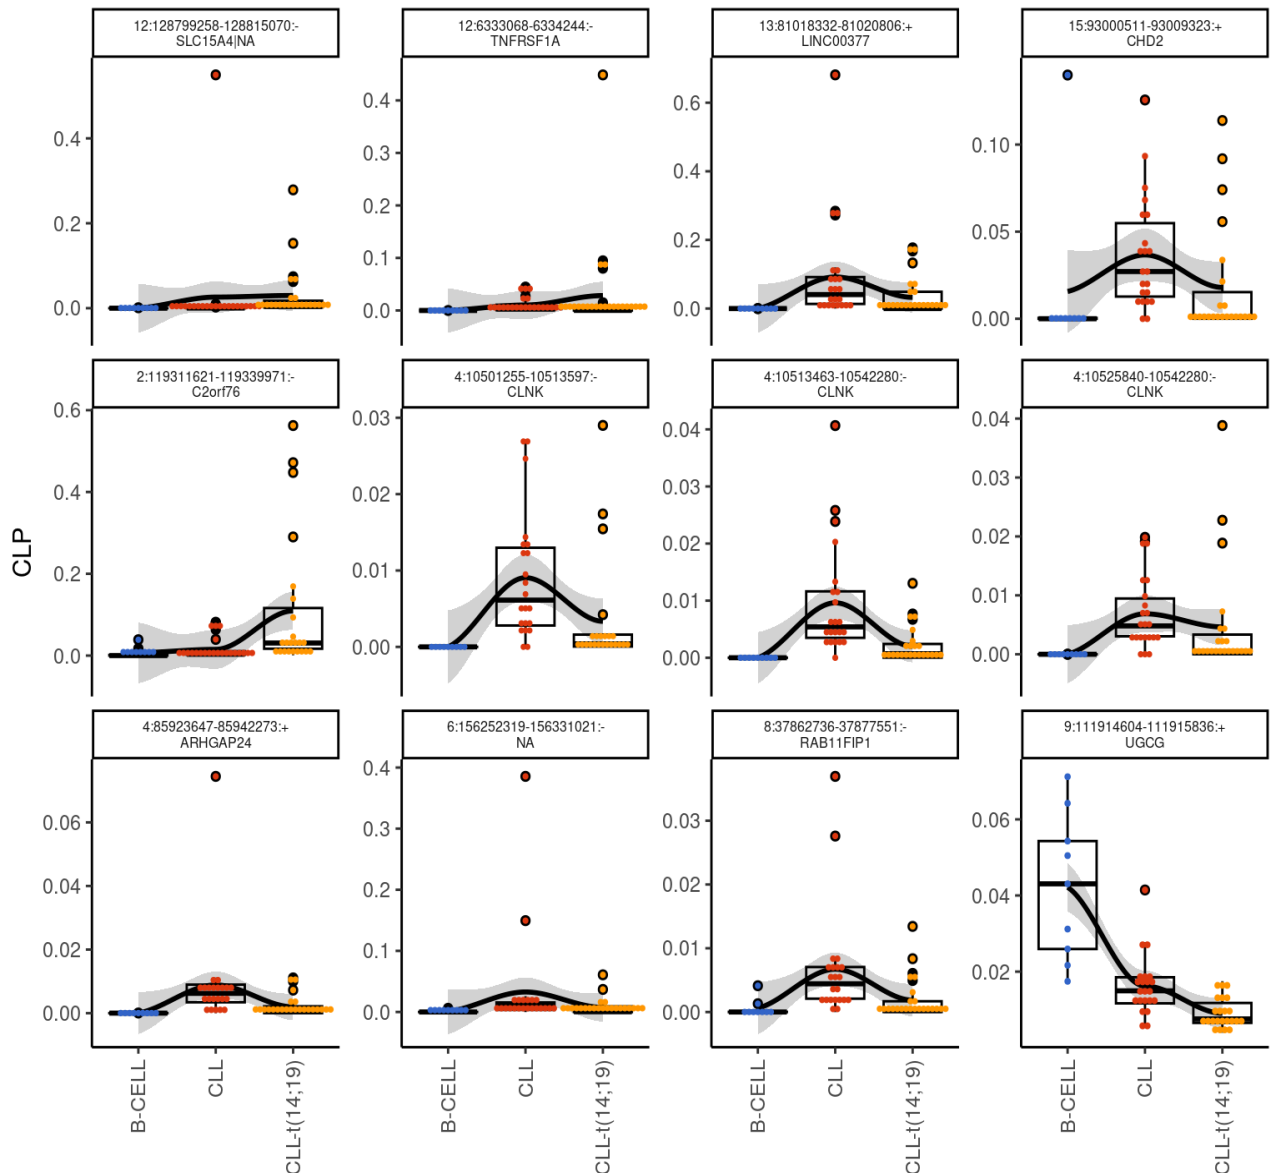 12:128799258-128815070:-
SLC15A4|NA
12:6333068-6334244:-
TNFRSF1A
13:81018332-81020806:+
LINC00377
15:93000511-93009323:+
CHD2
0.4
0.2
0.0
0.4
0.3
0.2
0.1
0.0
0.6
0.4
0.2
0.0
0.10
0.05
0.00
2:119311621-119339971:-
C2orf76
4:10501255-10513597:-
CLNK
4:10513463-10542280:-
CLNK
4:10525840-10542280:-
CLNK
0.6
0.4
0.2
0.0
0.03
0.02
0.01
0.00
0.04
0.03
0.02
0.01
0.00
0.04
0.03
0.02
0.01
0.00
CLP
4:85923647-85942273:+
ARHGAP24
6:156252319-156331021:-
NA
8:37862736-37877551:-
RAB11FIP1
9:111914604-111915836:+
UGCG
0.06
0.04
0.02
0.00
0.4
0.3
0.2
0.1
0.0
0.03
0.02
0.01
0.00
0.06
0.04
0.02
B-CELL
CLL
CLL-t(14;19)
B-CELL
CLL
CLL-t(14;19)
B-CELL
CLL
CLL-t(14;19)
B-CELL
CLL
CLL-t(14;19)